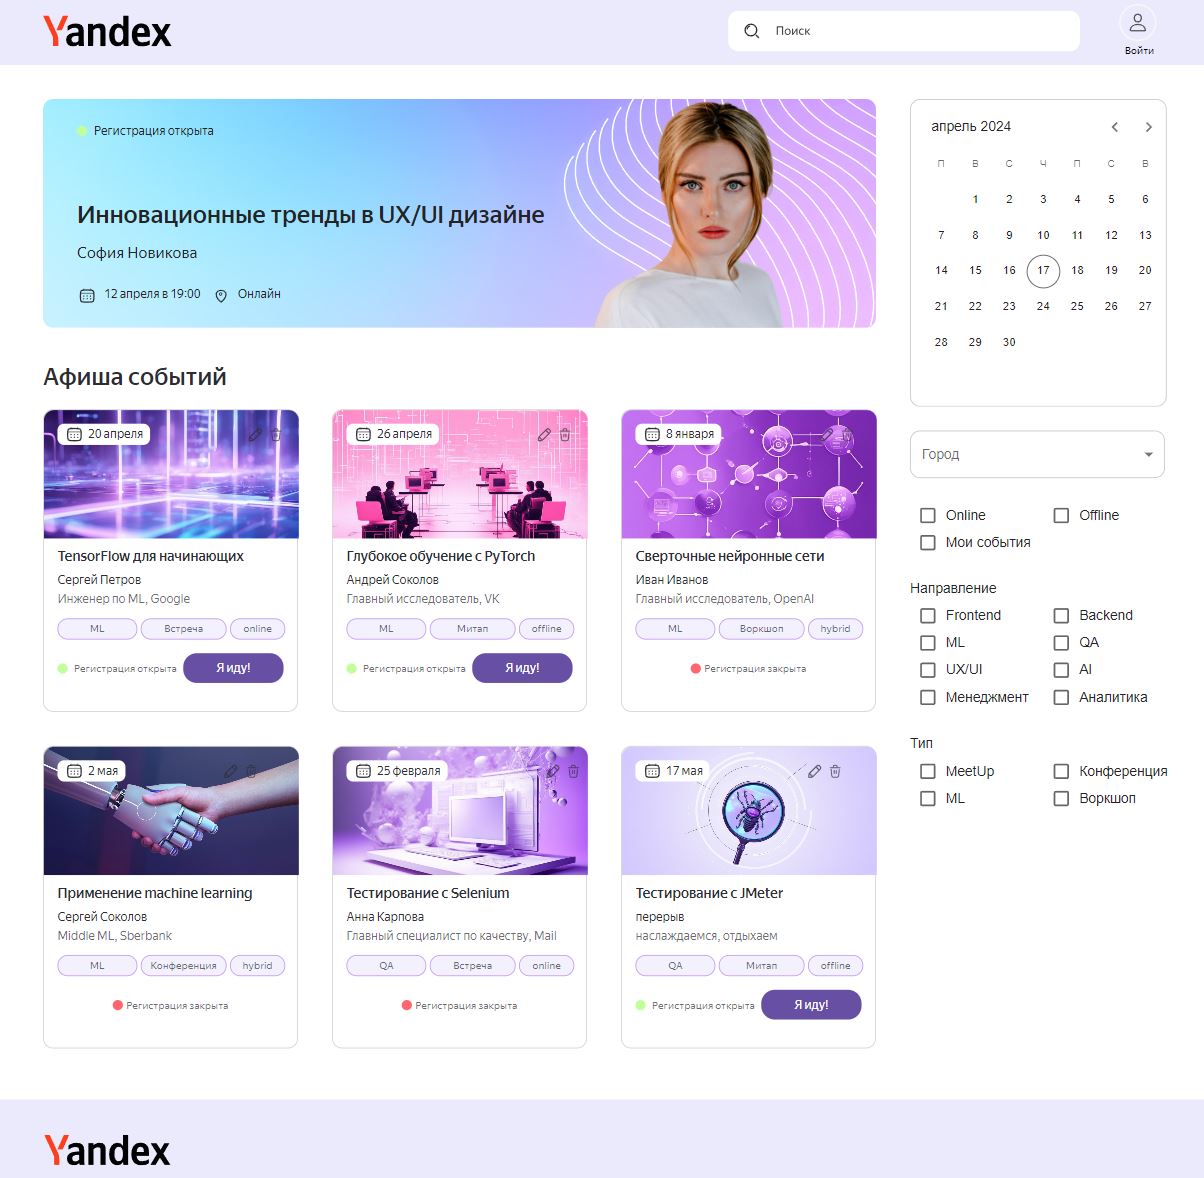 Yandex
Поиск
Войти
Регистрация открыта
Инновационные тренды в UX/UI дизайне
София Новикова
12 апреля в 19:00 Онлайн
апрель 2024
П В С Ч П С В
1 2 3 4 5 6
7 8 9 10 11 12 13
14 15 16 17 18 19 20
21 22 23 24 25 26 27
28 29 30
Афиша событий
20 апреля
TensorFlow для начинающих
Сергей Петров
Инженер по ML, Google
ML Встреча online
Регистрация открыта Я иду!
26 апреля
Глубокое обучение с PyTorch
Андрей Соколов
Главный исследователь, VK
ML Митап offline
Регистрация открыта Я иду!
8 января
Сверточные нейронные сети
Иван Иванов
Главный исследователь, OpenAI
ML Воркшоп hybrid
Регистрация закрыта
2 мая
Применение machine learning
Сергей Соколов
Middle ML, Sberbank
ML Конференция hybrid
Регистрация закрыта
25 февраля
Тестирование с Selenium
Анна Карпова
Главный специалист по качеству, Mail
QA Встреча online
Регистрация закрыта
17 мая
Тестирование с JMeter
перерыв
наслаждаемся, отдыхаем
QA Митап offline
Регистрация открыта Я иду!
Город
Online Offline
Мои события
Направление
Frontend Backend
ML QA
UX/UI AI
Менеджмент Аналитика
Тип
MeetUp Конференция
ML Воркшоп
Yandex